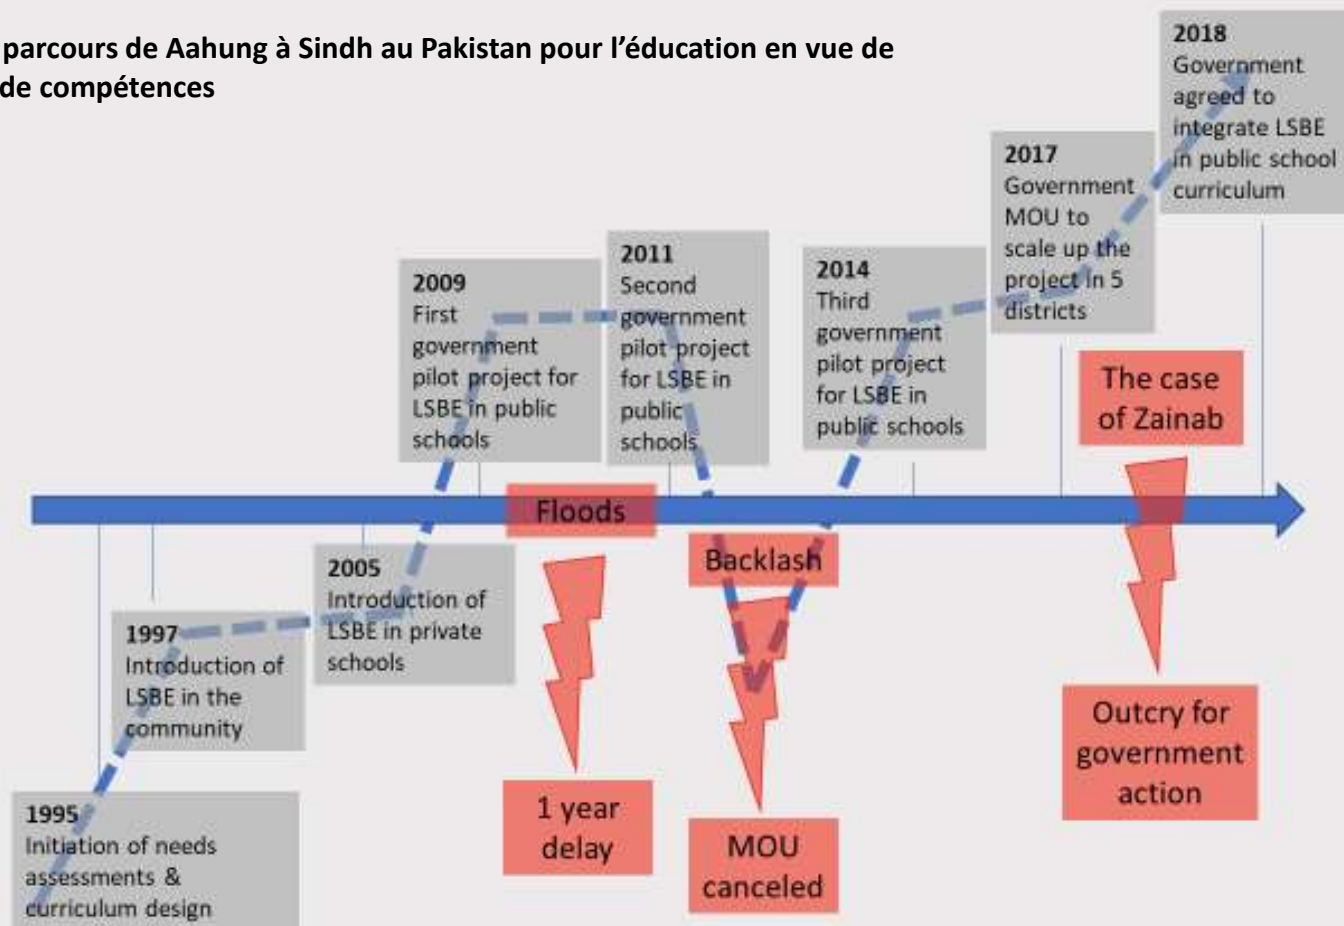 parcours de Aahung à Sindh au Pakistan pour l'éducation en vue de
de compétences
1995
Initiation of needs
assessments &
curriculum design
1997
Introduction of
LSBE in the
community
2005
Introduction of
LSBE in private
schools
2009
First
government
pilot project for
LSBE in public
schools
Floods
1 year
delay
2011
Second
government
pilot project
for LSBE in
public
schools
Backlash
MOU
canceled
2014
Third
government
pilot project
for LSBE in
public schools
2017
Government
MOU to
scale up the
project in 5
districts
The case
of Zainab
Outcry for
government
action
2018
Government
agreed to
integrate LSBE
in public school
curriculum